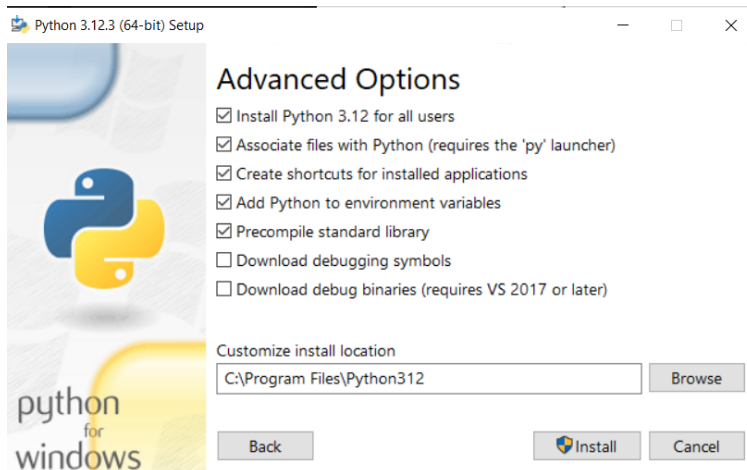 Python 3.12.3 (64-bit) Setup
Advanced Options
Install Python 3.12 for all users
Associate files with Python (requires the 'py' launcher)
Create shortcuts for installed applications
Add Python to environment variables
Precompile standard library
Download debugging symbols
Download debug binaries (requires VS 2017 or later)
Customize install location
C:\Program Files\Python312
Browse
python
for
windows
Back
Install
Cancel